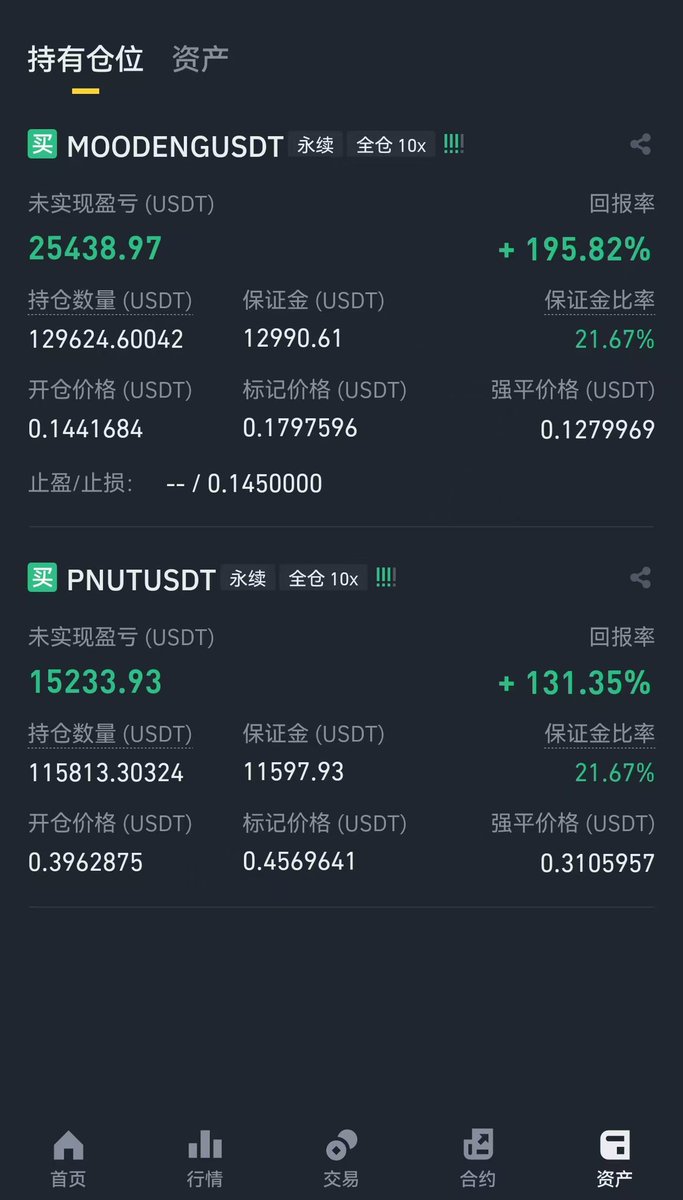 持有仓位 资产
买 MOODENGUSDT 永续 全仓 10x !!!!
未实现盈亏 (USDT) 回报率
25438.97 + 195.82%
持仓数量 (USDT) 保证金 (USDT) 保证金比率
129624.60042 12990.61 21.67%
开仓价格 (USDT) 标记价格 (USDT) 强平价格 (USDT)
0.1441684 0.1797596 0.1279969
止盈/止损: -- / 0.1450000
买 PNUTUSDT 永续 全仓 10x !!!!
未实现盈亏 (USDT) 回报率
15233.93 + 131.35%
持仓数量 (USDT) 保证金 (USDT) 保证金比率
115813.30324 11597.93 21.67%
开仓价格 (USDT) 标记价格 (USDT) 强平价格 (USDT)
0.3962875 0.4569641 0.3105957
首页 行情 交易 合约 资产